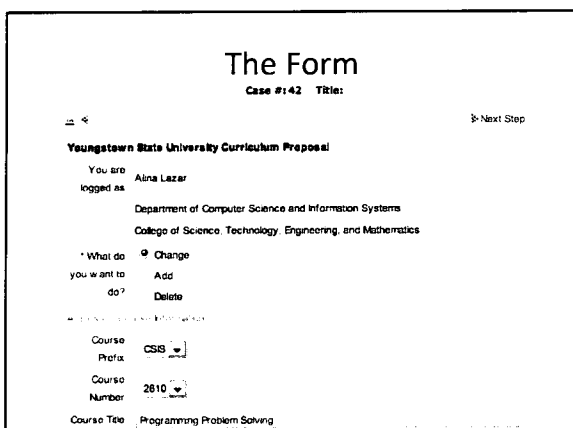 The Form
Case #: 42 Title:
Next Step
Youngstown State University Curriculum Proposal
You are logged as Alina Lazar
Department of Computer Science and Information Systems
College of Science, Technology, Engineering, and Mathematics
* What do you want to do?
Change
Add
Delete
Course Prefix CSIS
Course Number 2610
Course Title Programming Problem Solving